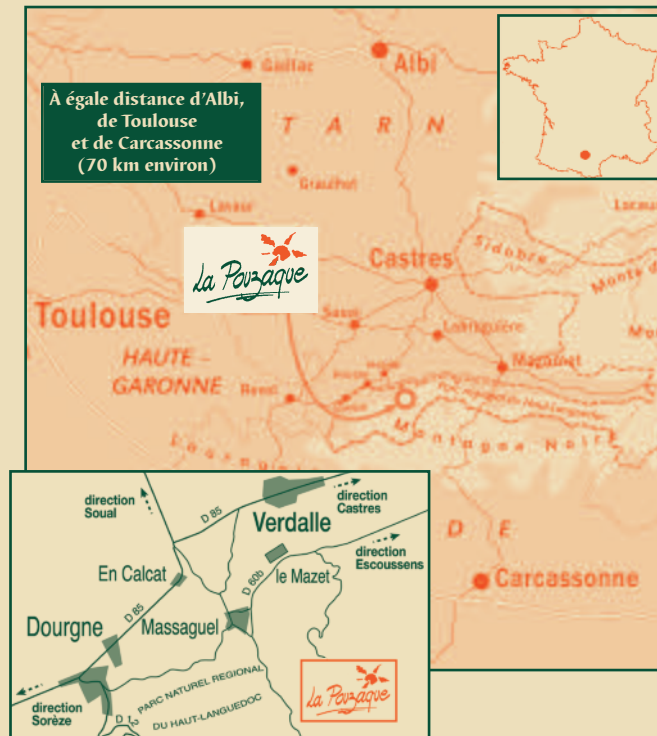 Gaillac
Albi
À égale distance d'Albi,
de Toulouse
et de Carcassonne
(70 km environ)
T A R N
Graulhet
Lavaur
La Pouzaque
Sidobre
Castres
Toulouse
Labruguière
Mazamet
HAUTE -
GARONNE
Revel
Montagne Noire
D E
Carcassonne
direction
Soual
D 85
Verdalle
direction
Castres
direction
Escoussens
En Calcat
D 60b
le Mazet
D 85
Dourgne
Massaguel
direction
Sorèze
PARC NATUREL REGIONAL
DU HAUT-LANGUEDOC
La Pouzaque